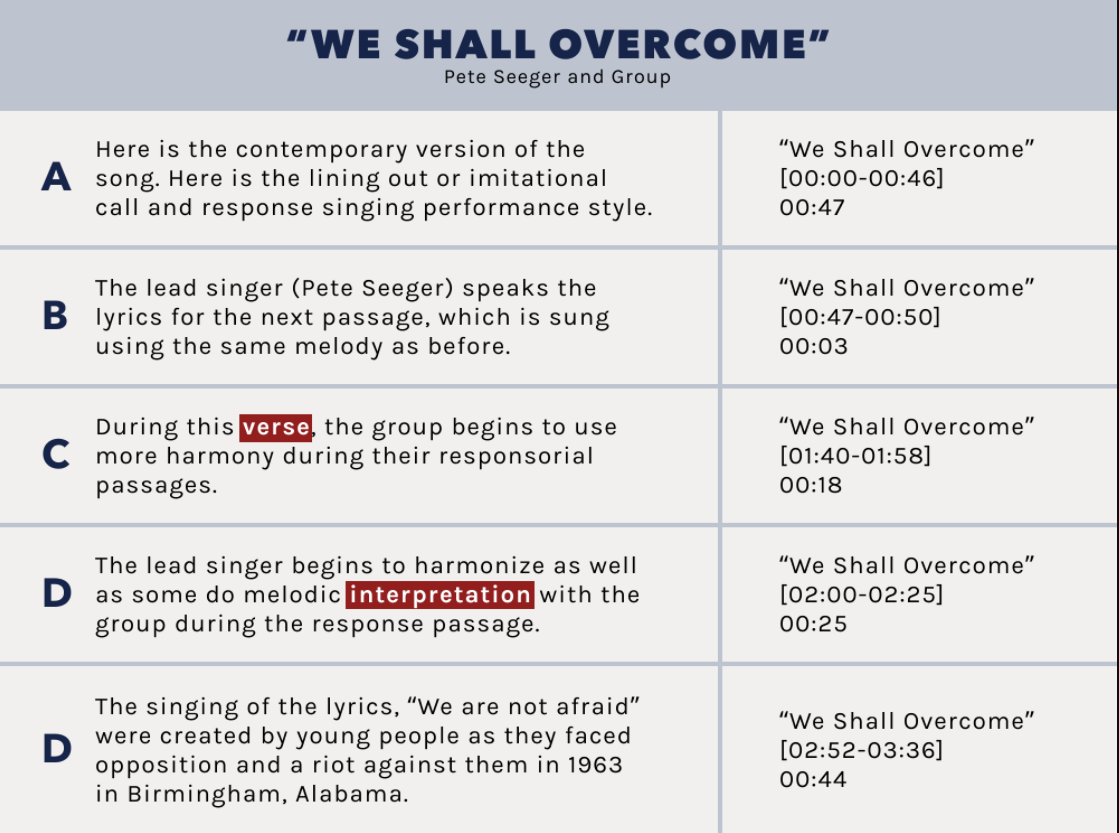 “WE SHALL OVERCOME”
Pete Seeger and Group
A
Here is the contemporary version of the
song. Here is the lining out or imitational
call and response singing performance style.
“We Shall Overcome”
[00:00-00:46]
00:47
B
The lead singer (Pete Seeger) speaks the
lyrics for the next passage, which is sung
using the same melody as before.
“We Shall Overcome”
[00:47-00:50]
00:03
C
During this verse, the group begins to use
more harmony during their responsorial
passages.
“We Shall Overcome”
[01:40-01:58]
00:18
D
The lead singer begins to harmonize as well
as some do melodic interpretation with the
group during the response passage.
“We Shall Overcome”
[02:00-02:25]
00:25
D
The singing of the lyrics, “We are not afraid”
were created by young people as they faced
opposition and a riot against them in 1963
in Birmingham, Alabama.
“We Shall Overcome”
[02:52-03:36]
00:44